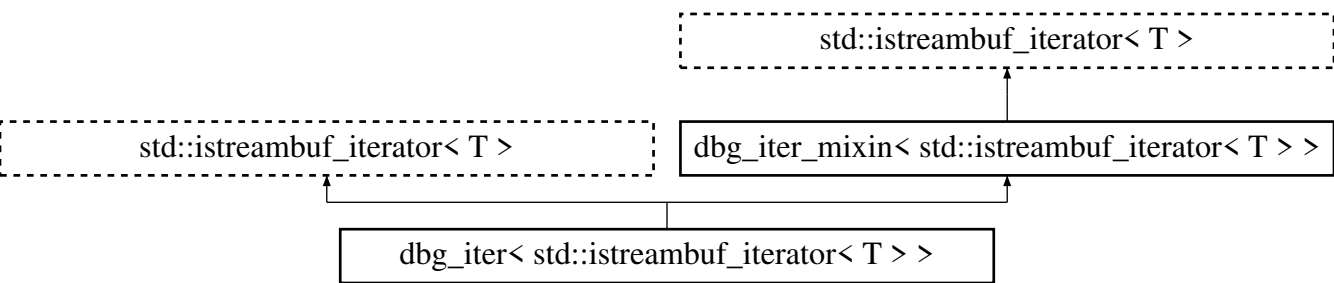 std::istreambuf_iterator< T >
std::istreambuf_iterator< T >
dbg_iter_mixin< std::istreambuf_iterator< T > >
dbg_iter< std::istreambuf_iterator< T > >